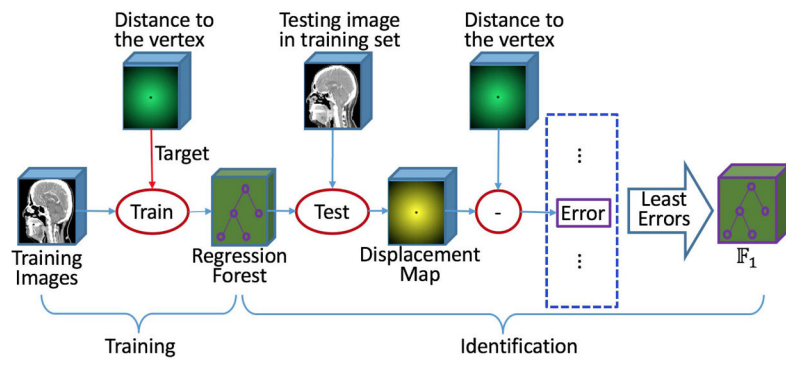 Distance to
the vertex
Testing image
in training set
Distance to
the vertex
Target
Train
Test
-
Error
Least
Errors
Training
Images
Regression
Forest
Displacement
Map
𝔽₁
Training
Identification